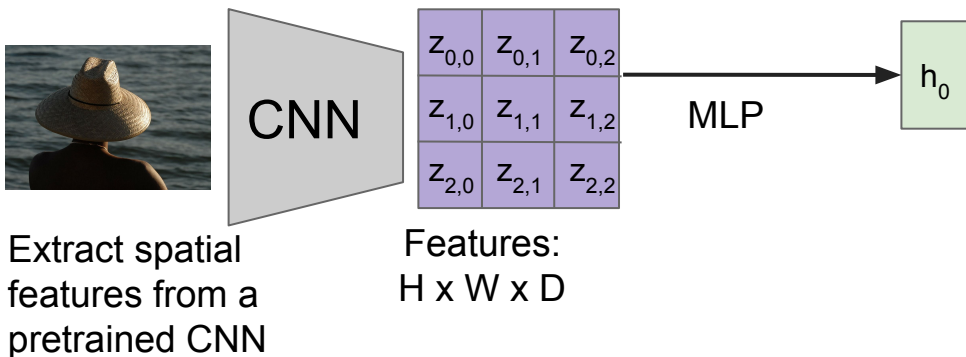 CNN
z0,0 z0,1 z0,2
z1,0 z1,1 z1,2
z2,0 z2,1 z2,2
MLP
h0
Extract spatial
features from a
pretrained CNN
Features:
H x W x D